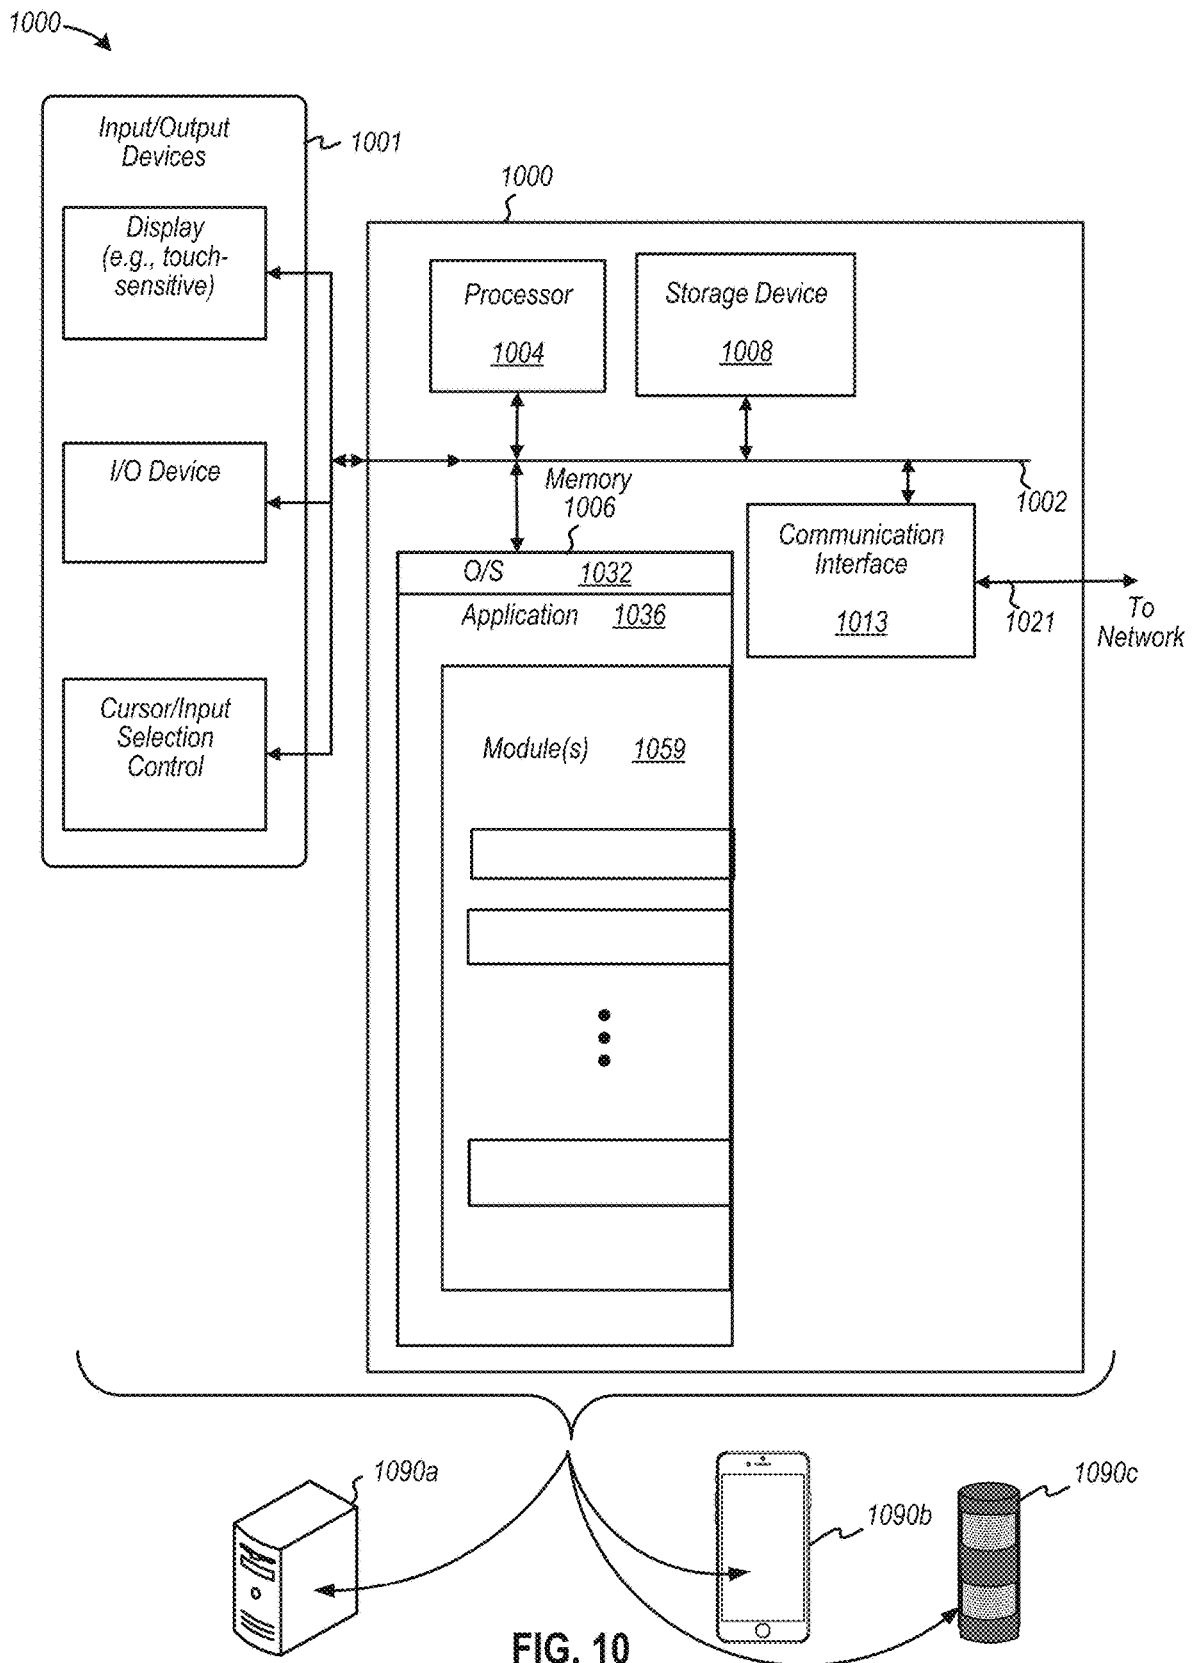 1000
Input/Output
Devices
1001
Display
(e.g., touch-
sensitive)
I/O Device
Cursor/Input
Selection
Control
1000
Processor
1004
Storage Device
1008
1002
Memory
1006
O/S 1032
Application 1036
Module(s) 1059
Communication
Interface
1013
1021
To
Network
1090a
1090b
1090c
FIG. 10